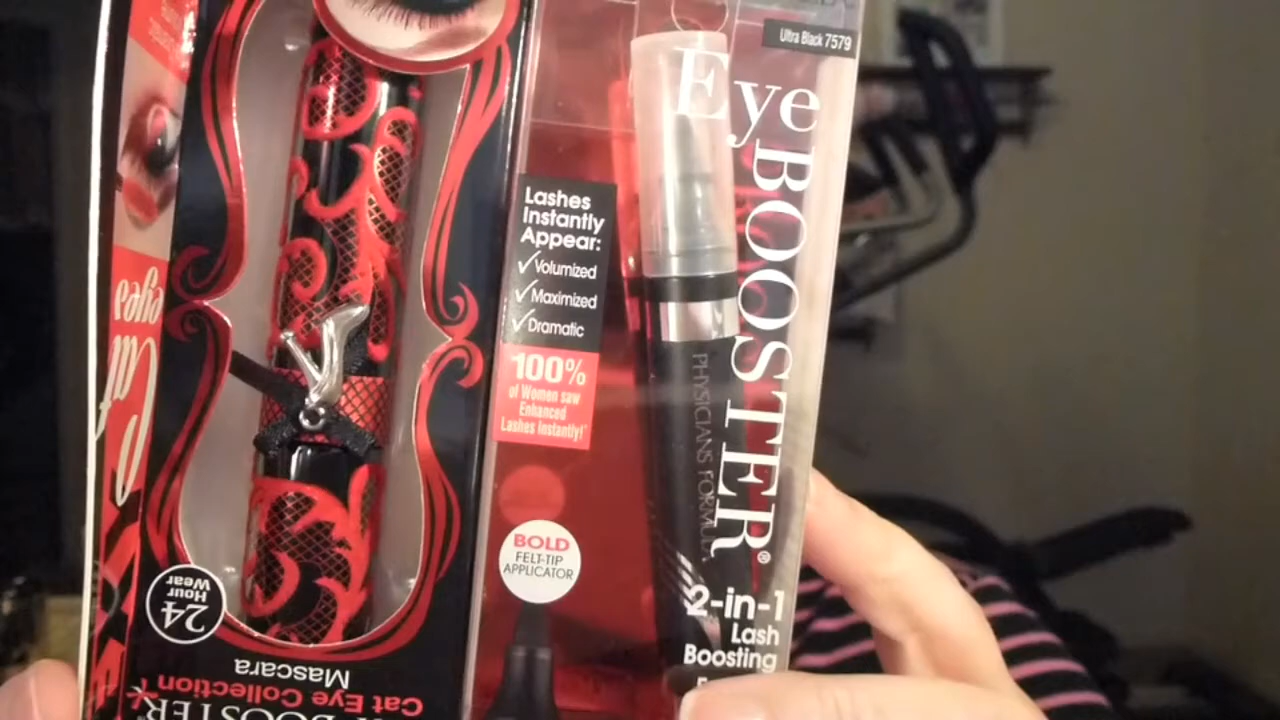 Ultra Black 7579
Eye
BOOSTER®
Lashes
Instantly
Appear:
✓Volumized
✓Maximized
✓Dramatic
100%
of Women saw
Enhanced
Lashes Instantly!*
PHYSICIANS FORMU
BOLD
FELT-TIP
APPLICATOR
2-in-1
Lash
Boosting
24
Hour
Wear
Mascara
Cat Eye Collection
BOOSTER
Cat